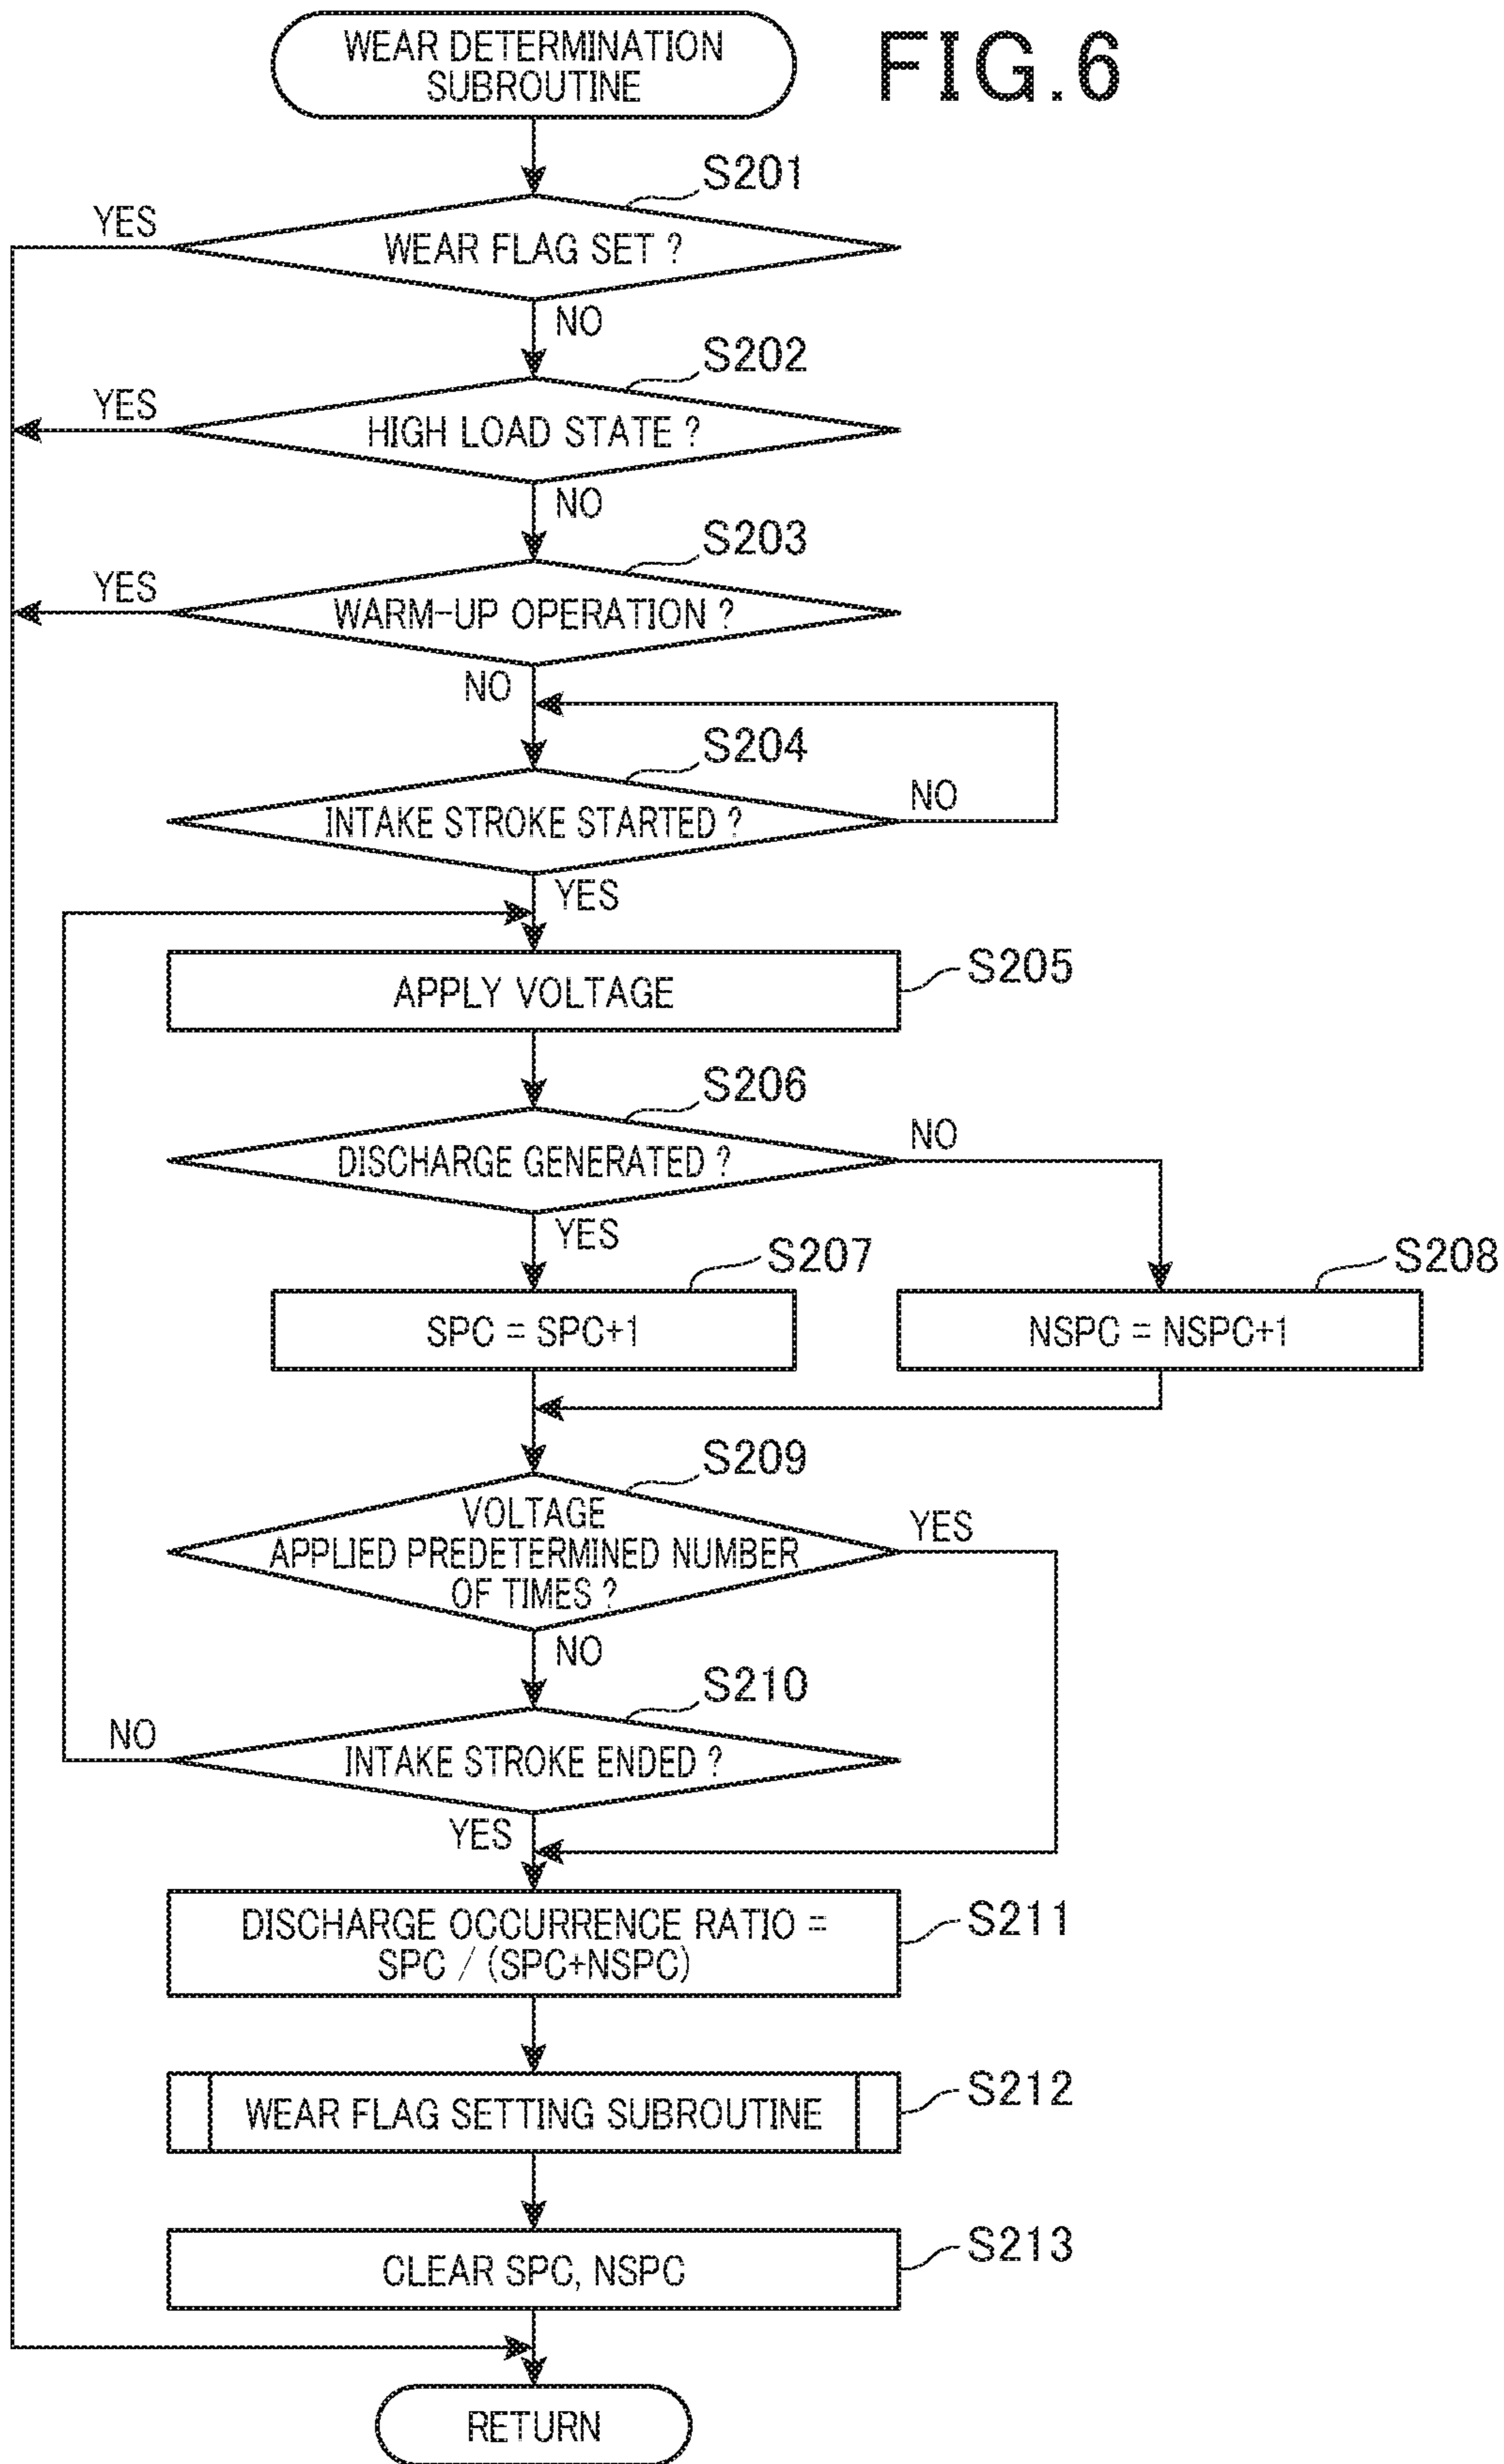 WEAR DETERMINATION
SUBROUTINE
FIG.6
S201
YES
WEAR FLAG SET ?
NO
S202
YES
HIGH LOAD STATE ?
NO
S203
YES
WARM-UP OPERATION ?
NO
S204
INTAKE STROKE STARTED ?
NO
YES
APPLY VOLTAGE
S205
S206
DISCHARGE GENERATED ?
NO
YES
S207
S208
SPC = SPC+1
NSPC = NSPC+1
S209
VOLTAGE
APPLIED PREDETERMINED NUMBER
OF TIMES ?
YES
NO
S210
NO
INTAKE STROKE ENDED ?
YES
DISCHARGE OCCURRENCE RATIO =
SPC / (SPC+NSPC)
S211
WEAR FLAG SETTING SUBROUTINE
S212
CLEAR SPC, NSPC
S213
RETURN